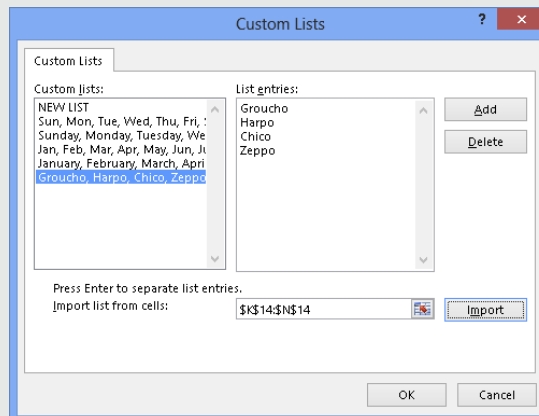 Custom Lists
?
×
Custom Lists
Custom lists:
NEW LIST
Sun, Mon, Tue, Wed, Thu, Fri, S
Sunday, Monday, Tuesday, We
Jan, Feb, Mar, Apr, May, Jun, Ju
January, February, March, Apri
Groucho, Harpo, Chico, Zeppo
List entries:
Groucho
Harpo
Chico
Zeppo
Add
Delete
Press Enter to separate list entries.
Import list from cells:
$K$14:$N$14
Import
OK
Cancel